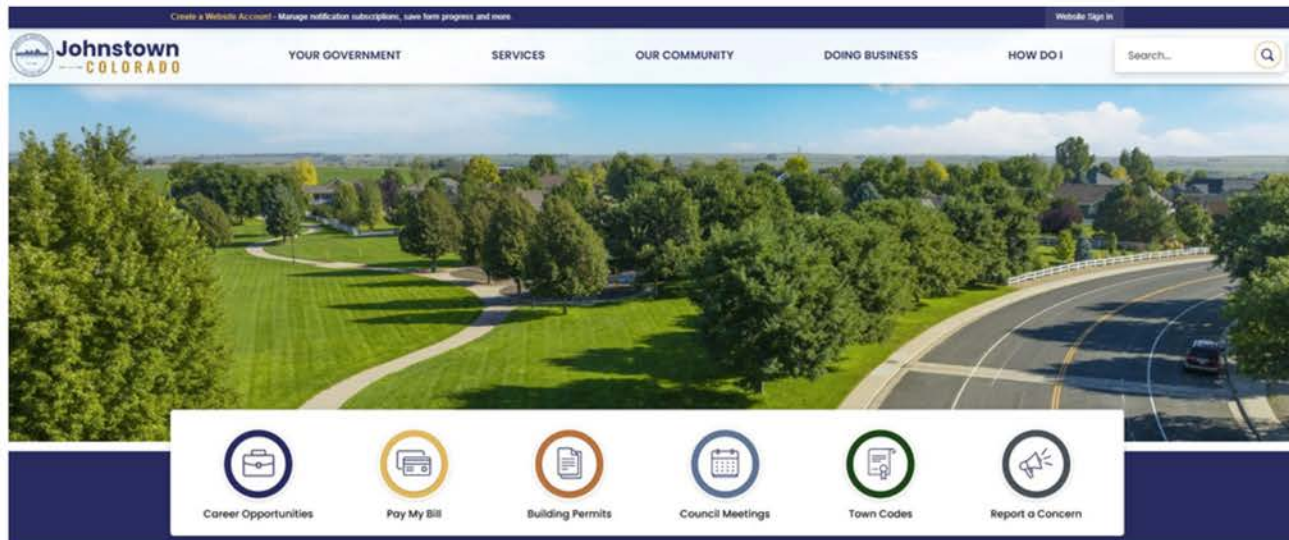 Create a Website Account - Manage notification subscriptions, save form progress and more.
Website Sign In
Johnstown
COLORADO
YOUR GOVERNMENT
SERVICES
OUR COMMUNITY
DOING BUSINESS
HOW DO I
Search...
Career Opportunities
Pay My Bill
Building Permits
Council Meetings
Town Codes
Report a Concern